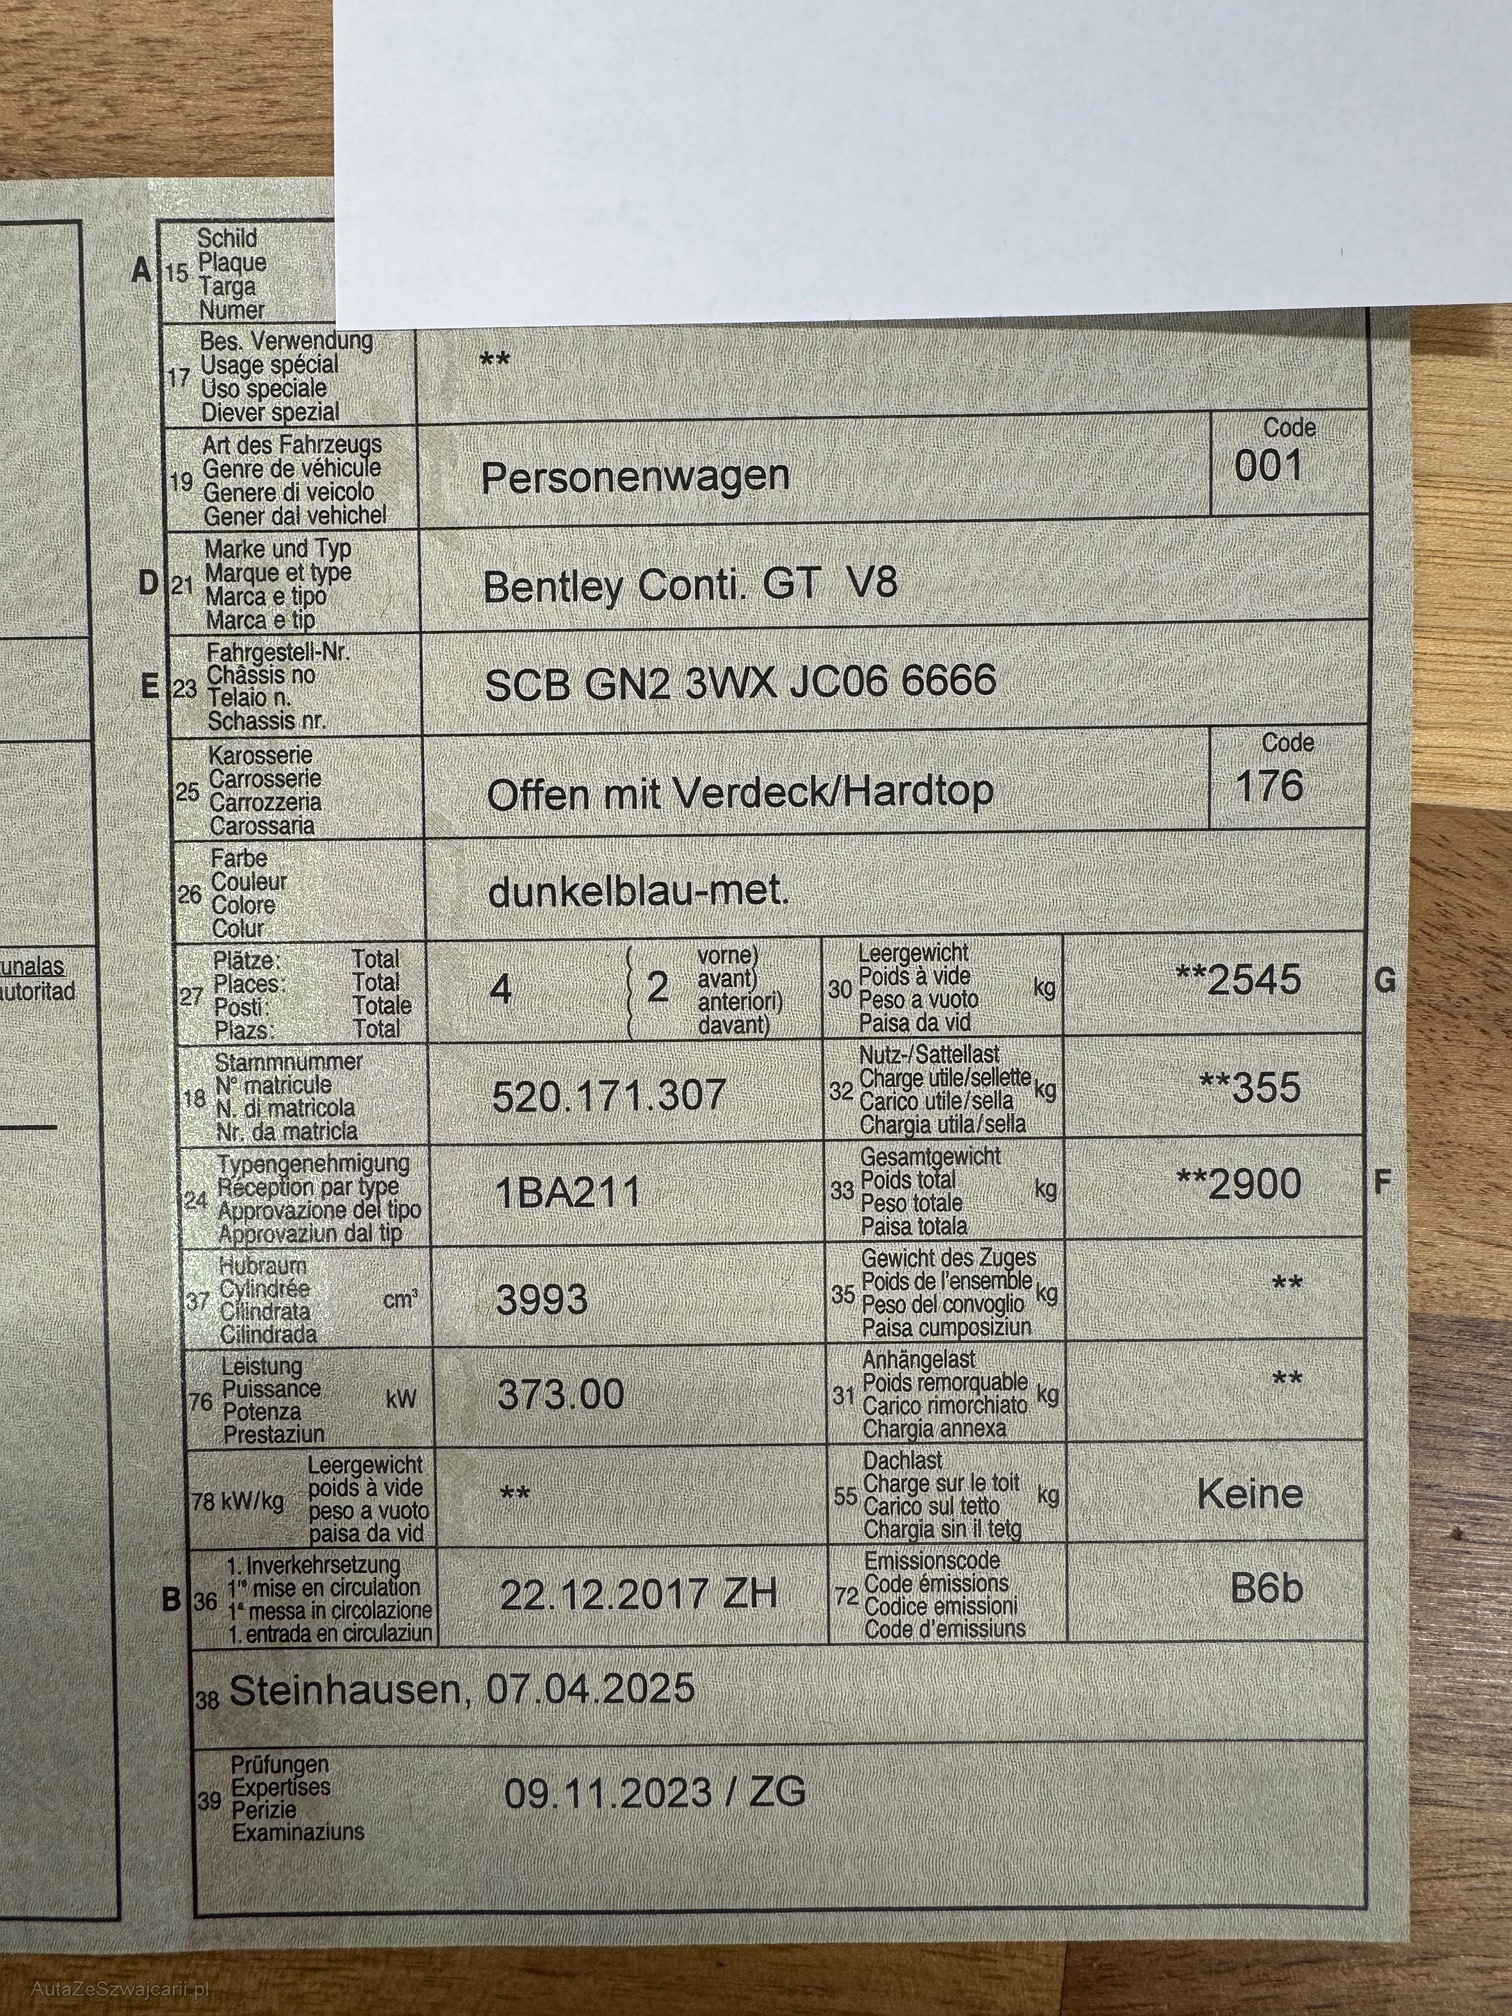 A 15 Schild
Plaque
Targa
Numer
17 Bes. Verwendung
Usage spécial
Uso speciale
Diever spezial
**
19 Art des Fahrzeugs
Genre de véhicule
Genere di veicolo
Gener dal vehichel
Personenwagen
Code
001
D 21 Marke und Typ
Marque et type
Marca e tipo
Marca e tip
Bentley Conti. GT V8
E 23 Fahrgestell-Nr.
Châssis no
Telaio n.
Schassis nr.
SCB GN2 3WX JC06 6666
25 Karosserie
Carrosserie
Carrozzeria
Carossaria
Offen mit Verdeck/Hardtop
Code
176
26 Farbe
Couleur
Colore
Colur
dunkelblau-met.
unalas
autoritad
27 Plätze: Total
Places: Total
Posti: Totale
Plazs: Total
4 2
vorne)
avant)
anteriori)
davant)
30 Leergewicht
Poids à vide
Peso a vuoto
Paisa da vid
kg
**2545 G
18 Stammnummer
N° matricule
N. di matricola
Nr. da matricla
520.171.307
32 Nutz-/Sattellast
Charge utile/sellette
Carico utile/sella
Chargia utila/sella
kg
**355
24 Typengenehmigung
Réception par type
Approvazione del tipo
Approvaziun dal tip
1BA211
33 Gesamtgewicht
Poids total
Peso totale
Paisa totala
kg
**2900 F
37 Hubraum
Cylindrée
Cilindrata
Cilindrada
cm³
3993
35 Gewicht des Zuges
Poids de l'ensemble
Peso del convoglio
Paisa cumposiziun
kg
**
76 Leistung
Puissance
Potenza
Prestaziun
kW
373.00
31 Anhängelast
Poids remorquable
Carico rimorchiato
Chargia annexa
kg
**
78 kW/kg
Leergewicht
poids à vide
peso a vuoto
paisa da vid
**
55 Dachlast
Charge sur le toit
Carico sul tetto
Chargia sin il tetg
kg
Keine
B 36 1. Inverkehrsetzung
1re mise en circulation
1a messa in circolazione
1. entrada en circulaziun
22.12.2017 ZH
72 Emissionscode
Code émissions
Codice emissioni
Code d'emissiuns
B6b
38 Steinhausen, 07.04.2025
39 Prüfungen
Expertises
Perizie
Examinaziuns
09.11.2023 / ZG
AutaZeSzwajcarii.pl